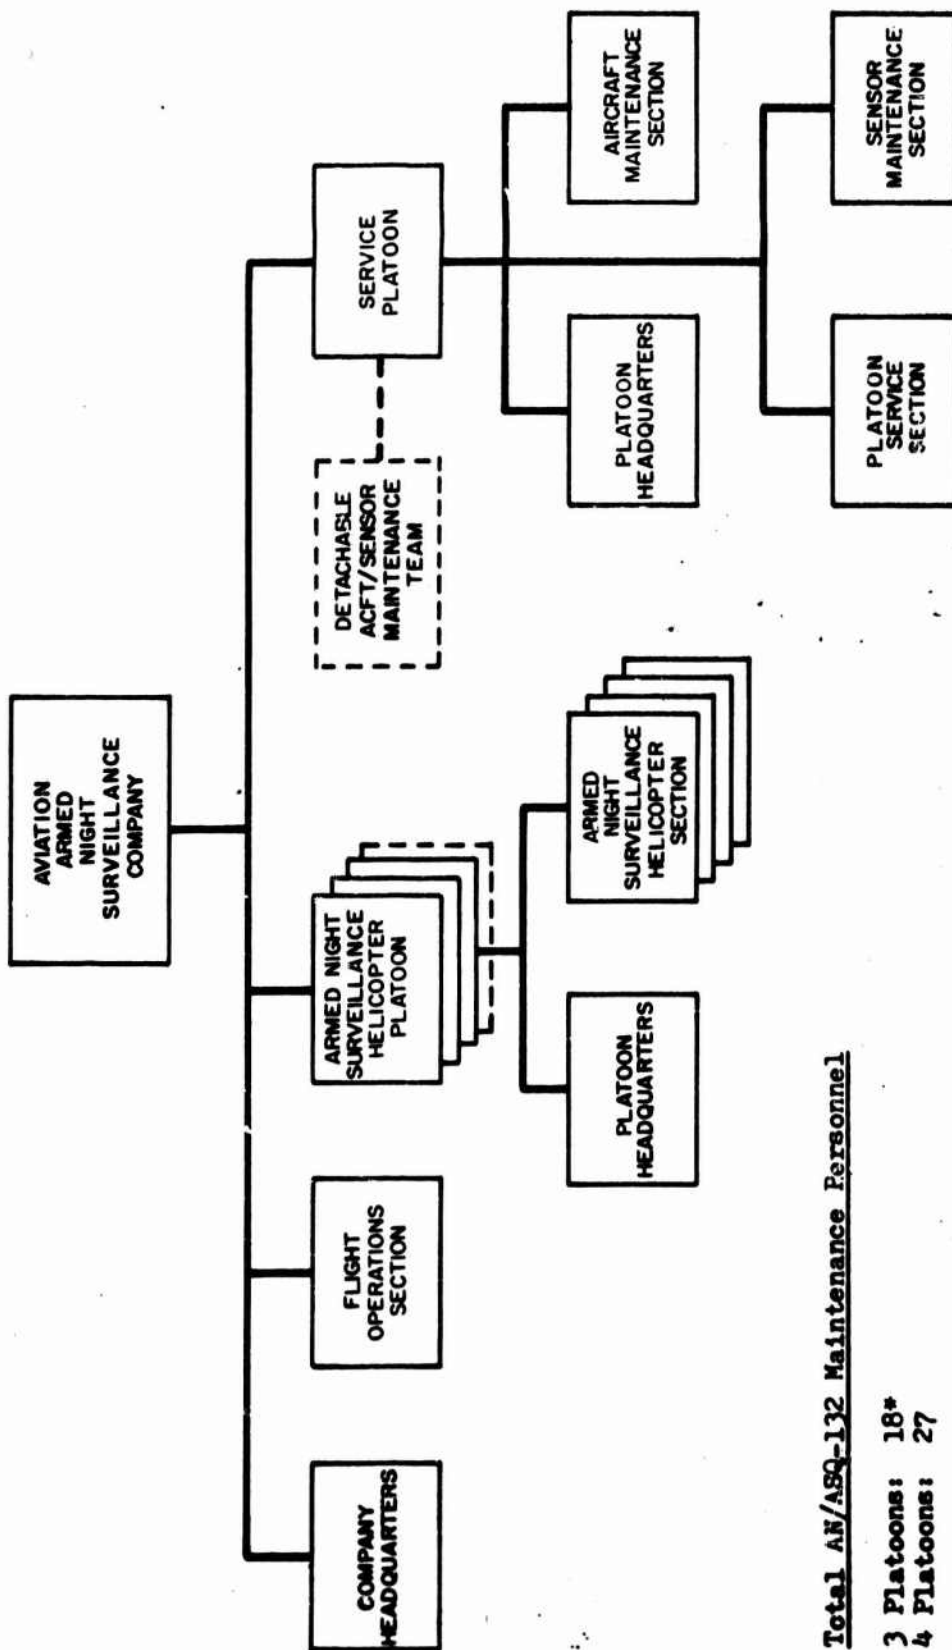 AVIATION
ARMED
NIGHT
SURVEILLANCE
COMPANY
COMPANY
HEADQUARTERS
FLIGHT
OPERATIONS
SECTION
ARMED NIGHT
SURVEILLANCE
HELICOPTER
PLATOON
DETACHABLE
ACFT/SENSOR
MAINTENANCE
TEAM
SERVICE
PLATOON
PLATOON
HEADQUARTERS
ARMED
NIGHT
SURVEILLANCE
HELICOPTER
SECTION
PLATOON
HEADQUARTERS
AIRCRAFT
MAINTENANCE
SECTION
PLATOON
SERVICE
SECTION
SENSOR
MAINTENANCE
SECTION
Total AN/ASQ-132 Maintenance Personnel
3 Platoons: 18*
4 Platoons: 27